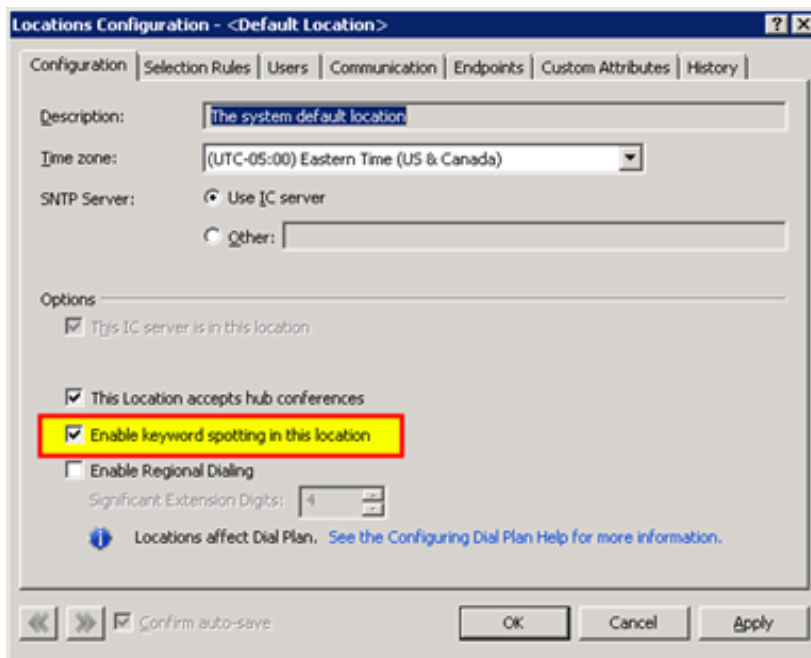 Locations Configuration - <Default Location>
Configuration Selection Rules Users Communication Endpoints Custom Attributes History
Description: The system default location
Time zone: (UTC-05:00) Eastern Time (US & Canada)
SNTP Server: Use IC server
Other:
Options
This IC server is in this location
This Location accepts hub conferences
Enable keyword spotting in this location
Enable Regional Dialing
Significant Extension Digits: 4
Locations affect Dial Plan. See the Configuring Dial Plan Help for more information.
Confirm auto-save OK Cancel Apply